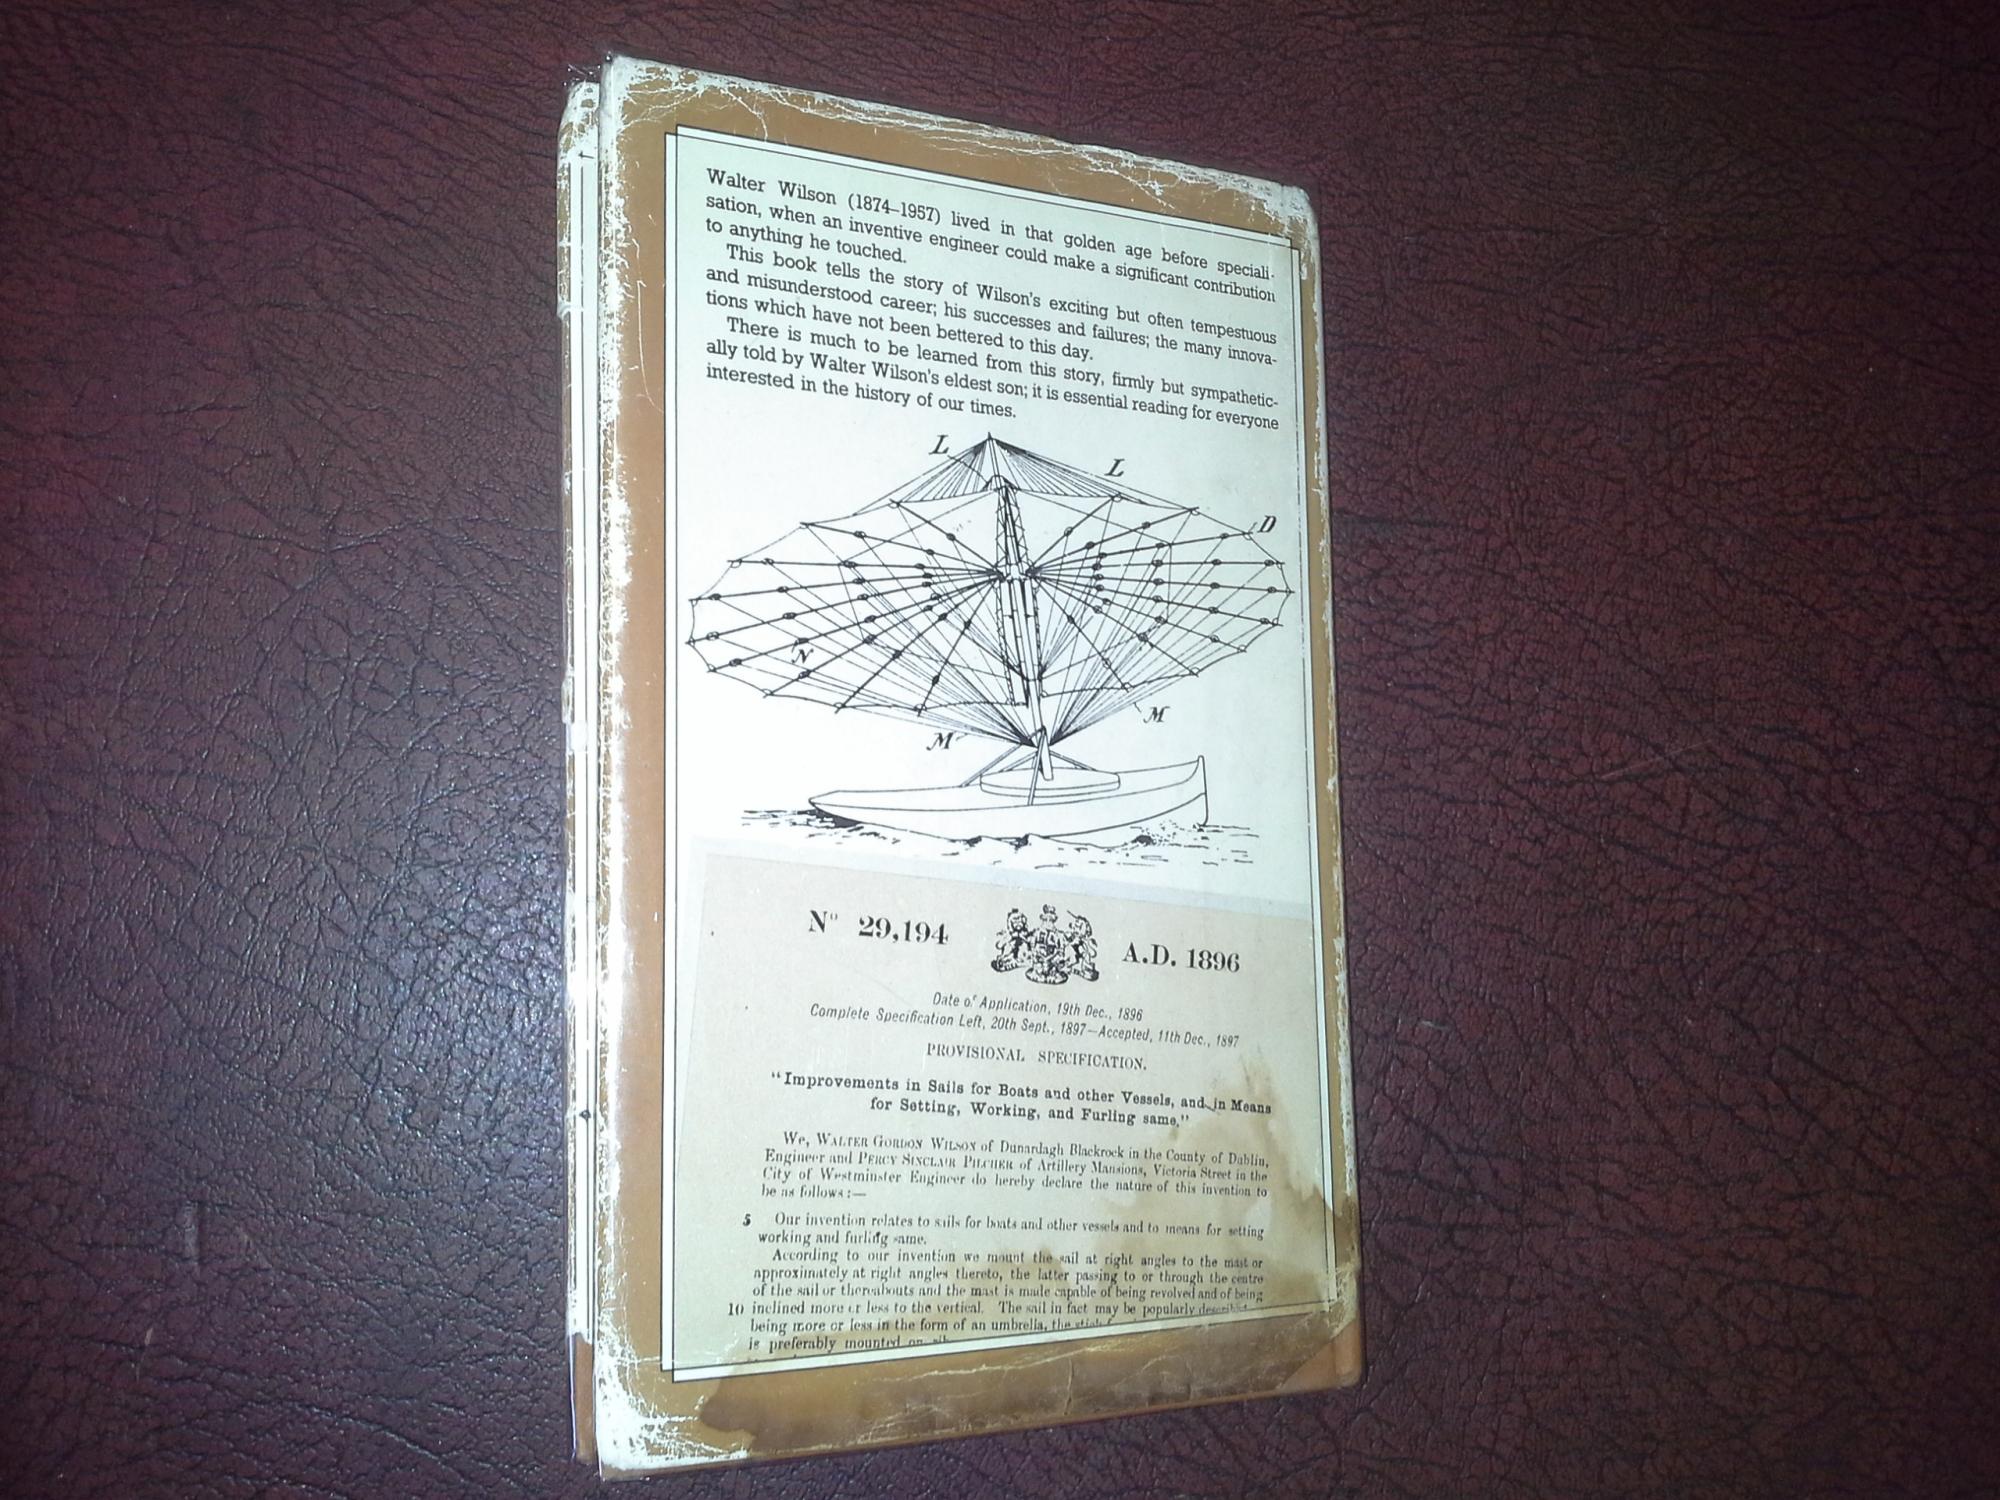 Walter Wilson (1874–1957) lived in that golden age before speciali-
sation, when an inventive engineer could make a significant contribution
to anything he touched.
This book tells the story of Wilson's exciting but often tempestuous
and misunderstood career; his successes and failures; the many innova-
tions which have not been bettered to this day.
There is much to be learned from this story, firmly but sympathetic-
ally told by Walter Wilson's eldest son; it is essential reading for everyone
interested in the history of our times.
L
L
D
N
M
M
Nº 29,194
A.D. 1896
Date of Application, 19th Dec., 1896
Complete Specification Left, 20th Sept., 1897—Accepted, 11th Dec., 1897
PROVISIONAL SPECIFICATION.
"Improvements in Sails for Boats and other Vessels, and in Means
for Setting, Working, and Furling same."
We, WALTER GORDON WILSON of Dunardagh Blackrock in the County of Dublin,
Engineer and PERCY SINCLAIR PILCHER of Artillery Mansions, Victoria Street in the
City of Westminster Engineer do hereby declare the nature of this invention to
be as follows:—
5 Our invention relates to sails for boats and other vessels and to means for setting
working and furling same.
According to our invention we mount the sail at right angles to the mast or
approximately at right angles thereto, the latter passing to or through the centre
of the sail or thereabouts and the mast is made capable of being revolved and of being
10 inclined more or less to the vertical. The sail in fact may be popularly described
being more or less in the form of an umbrella, the stick
is preferably mounted on